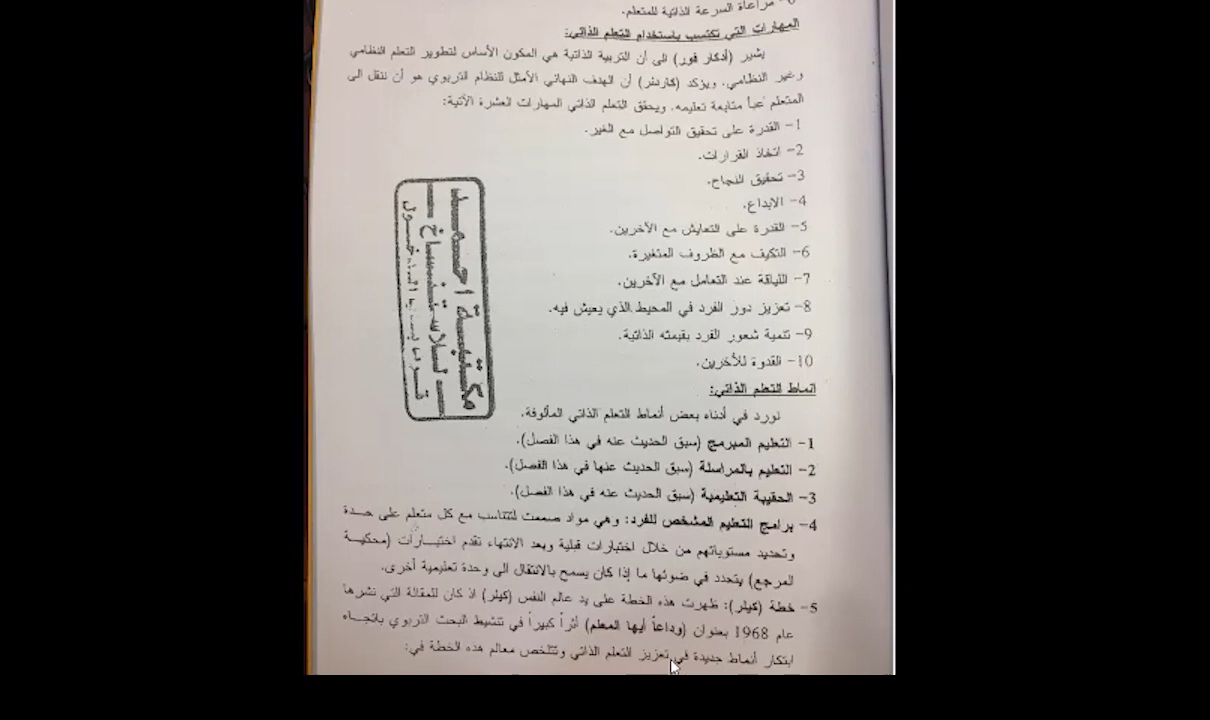 6- مراعاة السرعة الذاتية للمتعلم.
المهارات التي تكتسب باستخدام التعلم الذاتي:
يشير (أدكار فور) الى أن التربية الذاتية هي المكون الأساس لتطوير التعلم النظامي
وغير النظامي. ويؤكد (كاردنر) أن الهدف النهائي الأمثل للنظام التربوي هو أن ننقل الى
المتعلم عبأ متابعة تعليمه. ويحقق التعلم الذاتي المهارات العشرة الآتية:
1- القدرة على تحقيق التواصل مع الغير.
2- اتخاذ القرارات.
3- تحقيق النجاح.
4- الابداع.
5- القدرة على التعايش مع الآخرين.
6- التكيف مع الظروف المتغيرة.
7- اللياقة عند التعامل مع الآخرين.
8- تعزيز دور الفرد في المحيط الذي يعيش فيه.
9- تنمية شعور الفرد بقيمته الذاتية.
10- القدوة للأخرين.
انماط التعلم الذاتي:
نورد في أدناه بعض أنماط التعلم الذاتي المألوفة.
1- التعليم المبرمج (سبق الحديث عنه في هذا الفصل).
2- التعليم بالمراسلة (سبق الحديث عنها في هذا الفصل).
3- الحقيبة التعليمية (سبق الحديث عنه في هذا الفصل).
4- برامج التعليم المشخص للفرد: وهي مواد صممت لتتناسب مع كل متعلم على حدة
وتحديد مستوياتهم من خلال اختبارات قبلية وبعد الانتهاء تقدم اختبارات (محكية
المرجع) يتحدد في ضوئها ما إذا كان يسمح بالانتقال الى وحدة تعليمية أخرى.
5- خطة (كيلر): ظهرت هذه الخطة على يد عالم النفس (كيلر) اذ كان للمقالة التي نشرها
عام 1968 بعنوان (وداعاً أيها المعلم) أثراً كبيراً في تنشيط البحث التربوي باتجاه
ابتكار أنماط جديدة في تعزيز التعلم الذاتي وتتلخص معالم هذه الخطة في:
مكتبة احمد
للاستنساخ